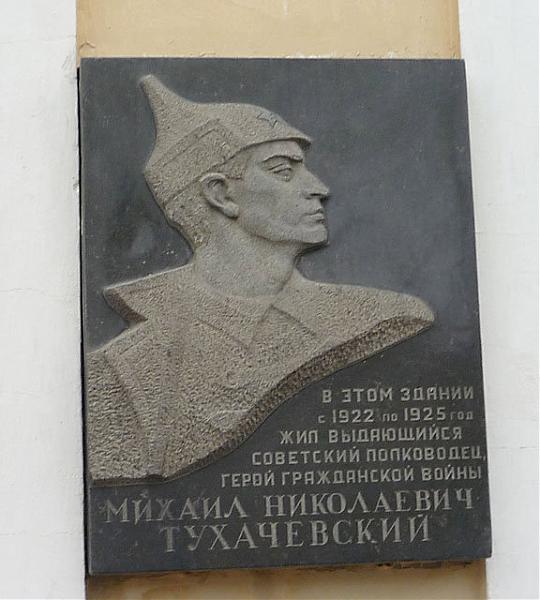 В ЭТОМ ЗДАНИИ
с 1922 по 1925 год
ЖИЛ ВЫДАЮЩИЙСЯ
СОВЕТСКИЙ ПОЛКОВОДЕЦ,
ГЕРОЙ ГРАЖДАНСКОЙ ВОЙНЫ
МИХАИЛ НИКОЛАЕВИЧ
ТУХАЧЕВСКИЙ